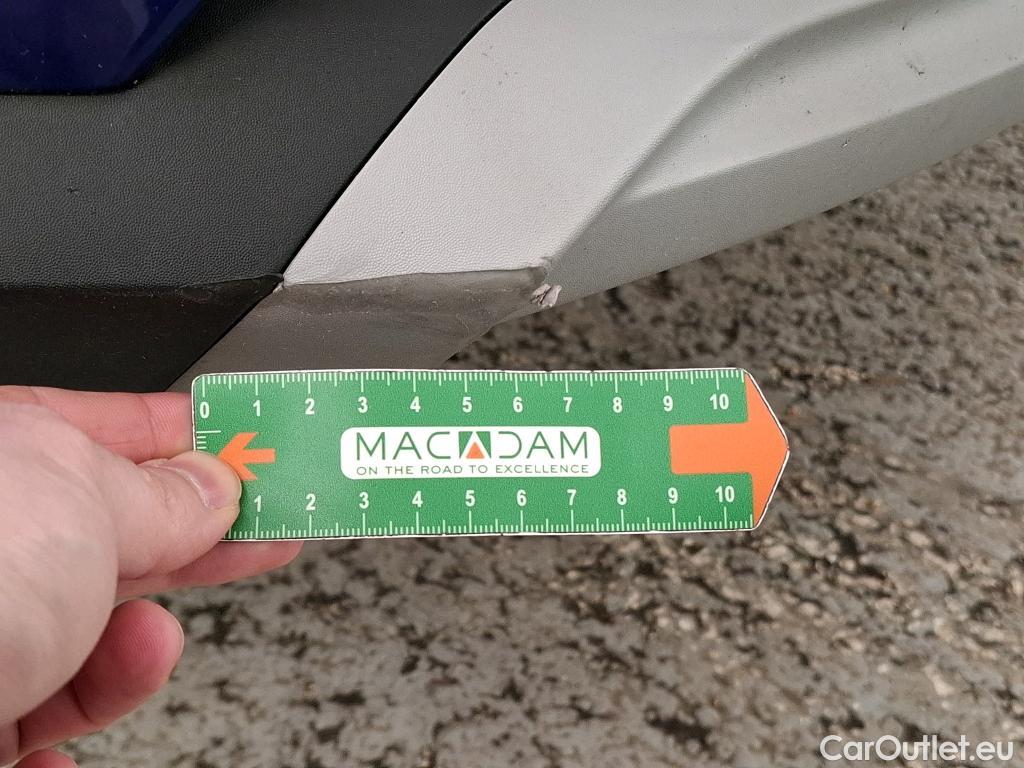 0 1 2 3 4 5 6 7 8 9 10
MACADAM
ON THE ROAD TO EXCELLENCE
1 2 3 4 5 6 7 8 9 10
CarOutlet.eu